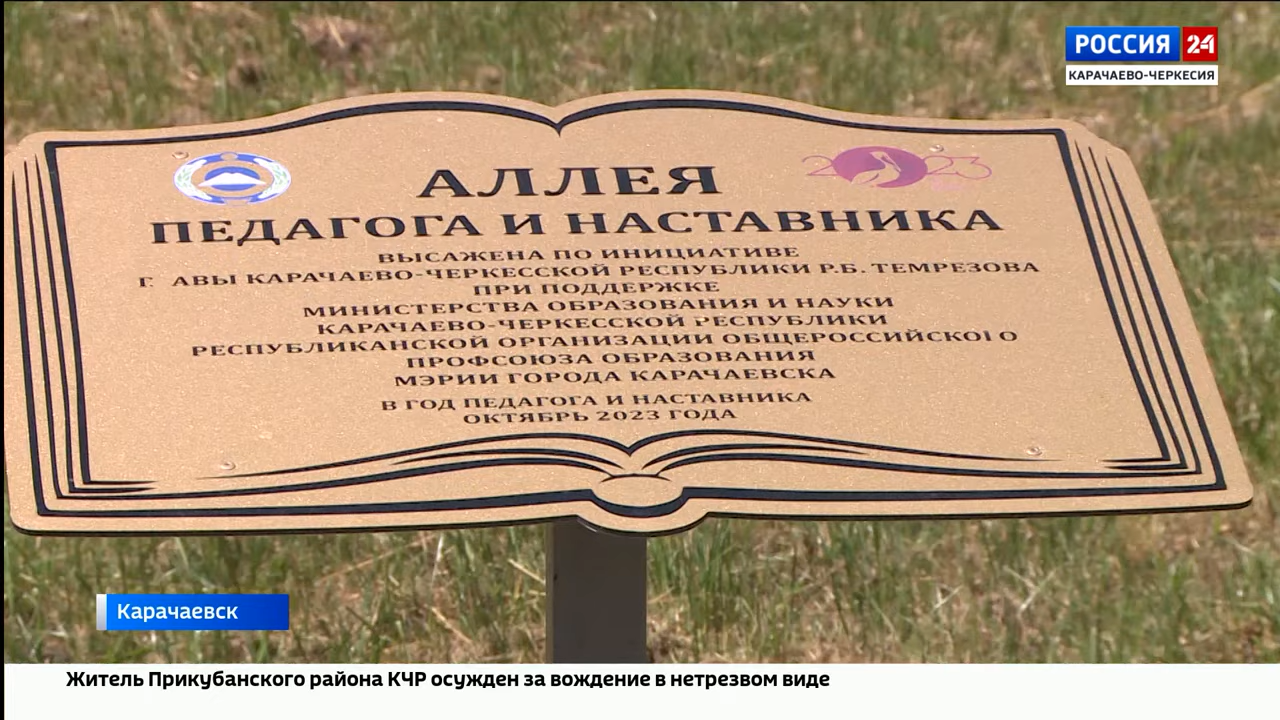 РОССИЯ 24
КАРАЧАЕВО-ЧЕРКЕСИЯ
2023
АЛЛЕЯ
ПЕДАГОГА И НАСТАВНИКА
ВЫСАЖЕНА ПО ИНИЦИАТИВЕ
Г АВЫ КАРАЧАЕВО-ЧЕРКЕССКОЙ РЕСПУБЛИКИ Р.Б. ТЕМРЕЗОВА
ПРИ ПОДДЕРЖКЕ
МИНИСТЕРСТВА ОБРАЗОВАНИЯ И НАУКИ
КАРАЧАЕВО-ЧЕРКЕССКОЙ РЕСПУБЛИКИ
РЕСПУБЛИКАНСКОЙ ОРГАНИЗАЦИИ ОБЩЕРОССИЙСКОГО
ПРОФСОЮЗА ОБРАЗОВАНИЯ
МЭРИИ ГОРОДА КАРАЧАЕВСКА
В ГОД ПЕДАГОГА И НАСТАВНИКА
ОКТЯБРЬ 2023 ГОДА
Карачаевск
Житель Прикубанского района КЧР осужден за вождение в нетрезвом виде